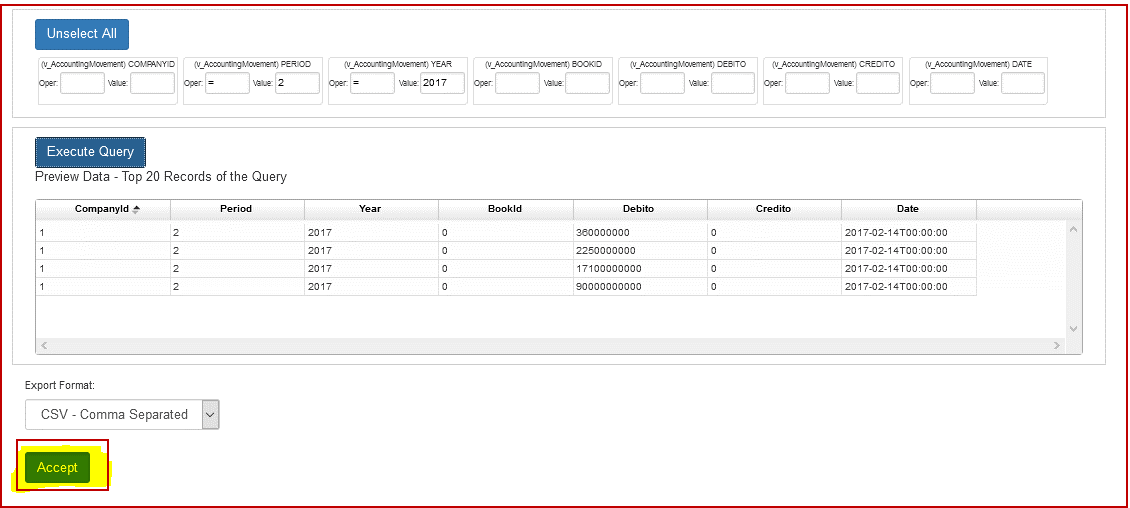 Unselect All
(v_AccountingMovement) COMPANYID (v_AccountingMovement) PERIOD (v_AccountingMovement) YEAR (v_AccountingMovement) BOOKID (v_AccountingMovement) DEBITO (v_AccountingMovement) CREDITO (v_AccountingMovement) DATE
Oper: Value: Oper: = Value: 2 Oper: = Value: 2017 Oper: Value: Oper: Value: Oper: Value: Oper: Value:
Execute Query
Preview Data - Top 20 Records of the Query
CompanyId Period Year BookId Debito Credito Date
1 2 2017 0 360000000 0 2017-02-14T00:00:00
1 2 2017 0 2250000000 0 2017-02-14T00:00:00
1 2 2017 0 17100000000 0 2017-02-14T00:00:00
1 2 2017 0 90000000000 0 2017-02-14T00:00:00
Export Format:
CSV - Comma Separated
Accept